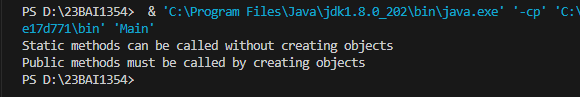 PS D:\23BAI1354> & 'C:\Program Files\Java\jdk1.8.0_202\bin\java.exe' '-cp' 'C:\
e17d771\bin' 'Main'
Static methods can be called without creating objects
Public methods must be called by creating objects
PS D:\23BAI1354>